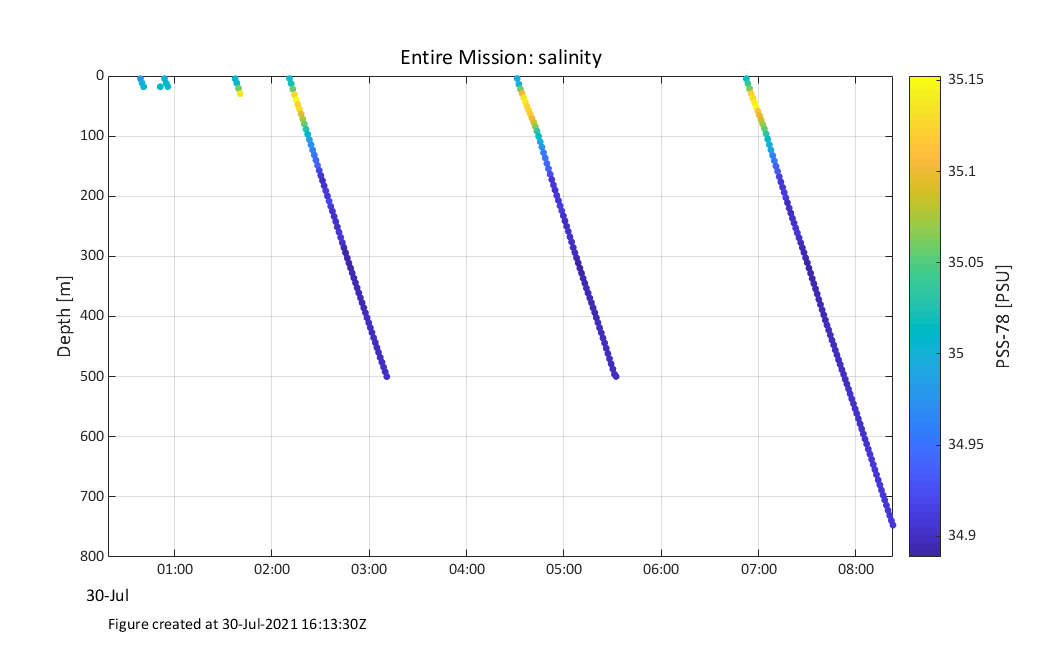 Entire Mission: salinity
0
100
200
300
400
500
600
700
800
Depth [m]
01:00 02:00 03:00 04:00 05:00 06:00 07:00 08:00
30-Jul
35.15
35.1
35.05
35
34.95
34.9
PSS-78 [PSU]
Figure created at 30-Jul-2021 16:13:30Z